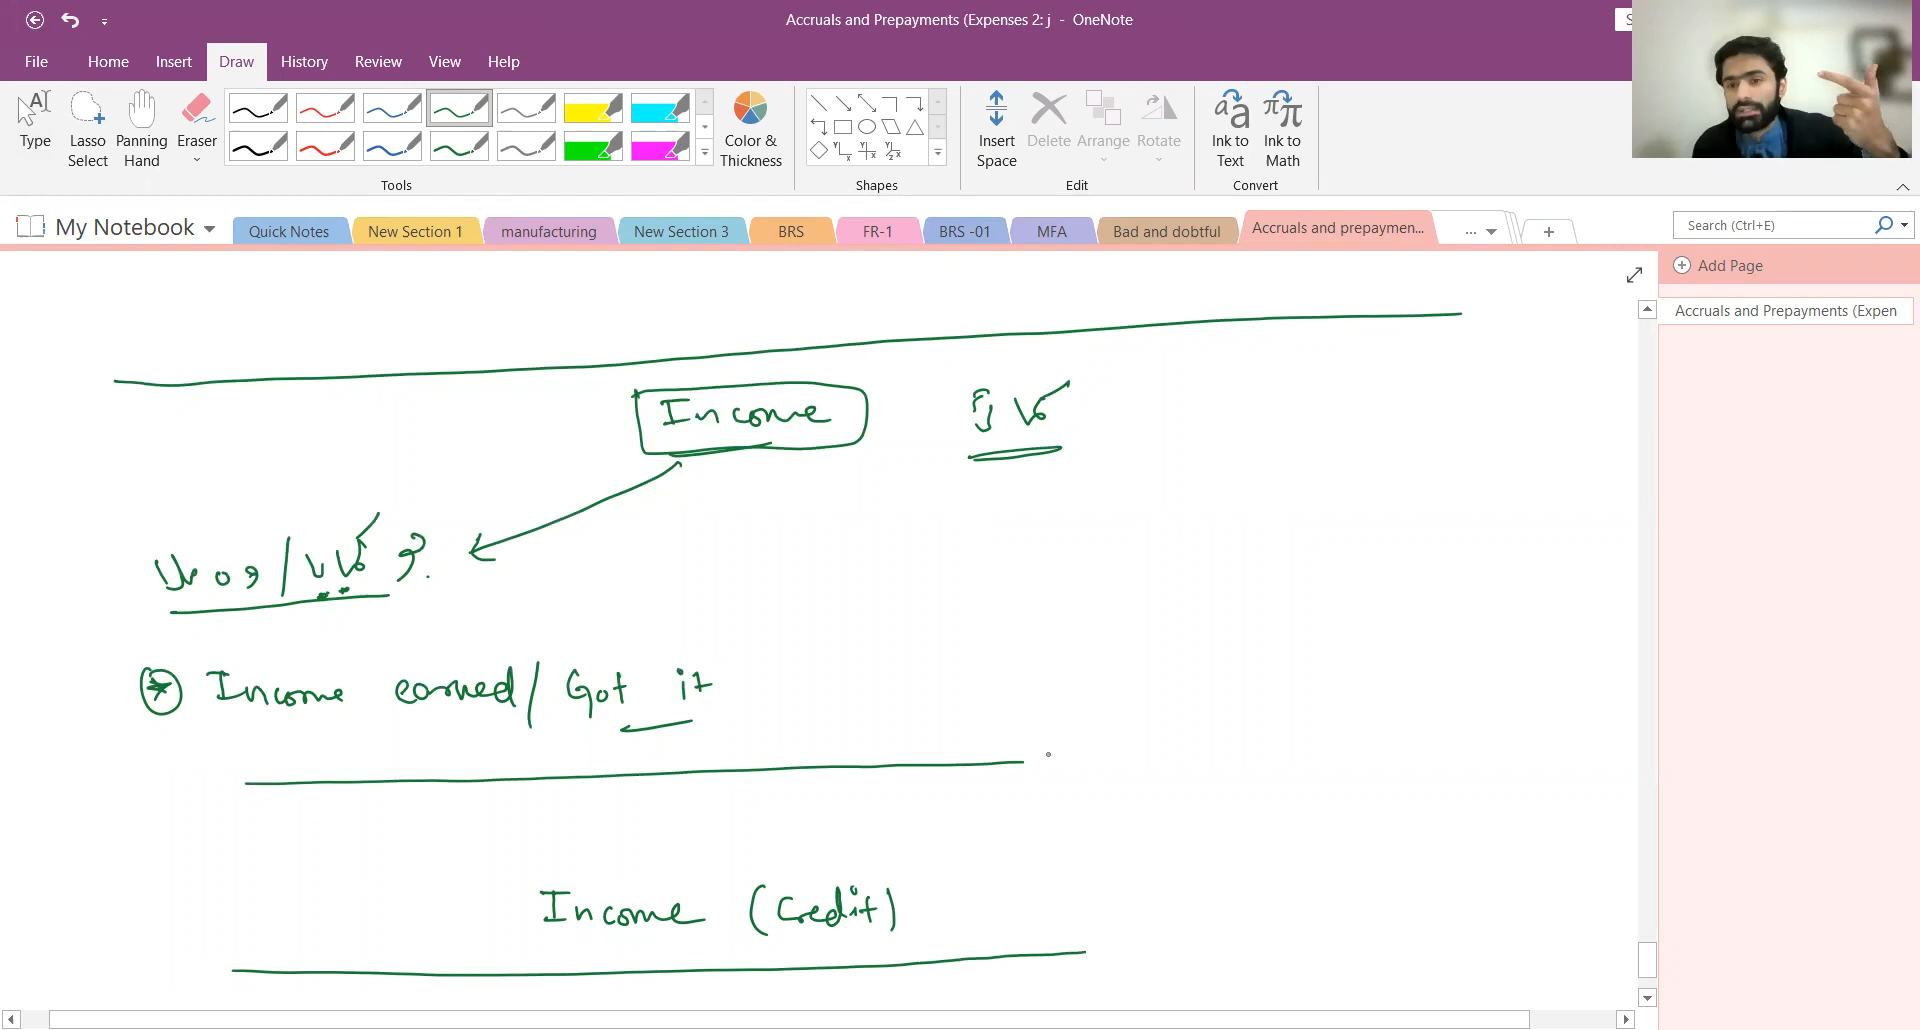 Accruals and Prepayments (Expenses 2: j - OneNote
S
File Home Insert Draw History Review View Help
Type
Lasso Select
Panning Hand
Eraser
Color & Thickness
Insert Space
Delete
Arrange
Rotate
Ink to Text
Ink to Math
Tools Shapes Edit Convert
My Notebook Quick Notes New Section 1 manufacturing New Section 3 BRS FR-1 BRS -01 MFA Bad and doubtful Accruals and prepaymen... ... Search (Ctrl+E)
Add Page
Accruals and Prepayments (Expen
Income
Income earned/ Got it
Income (Credit)